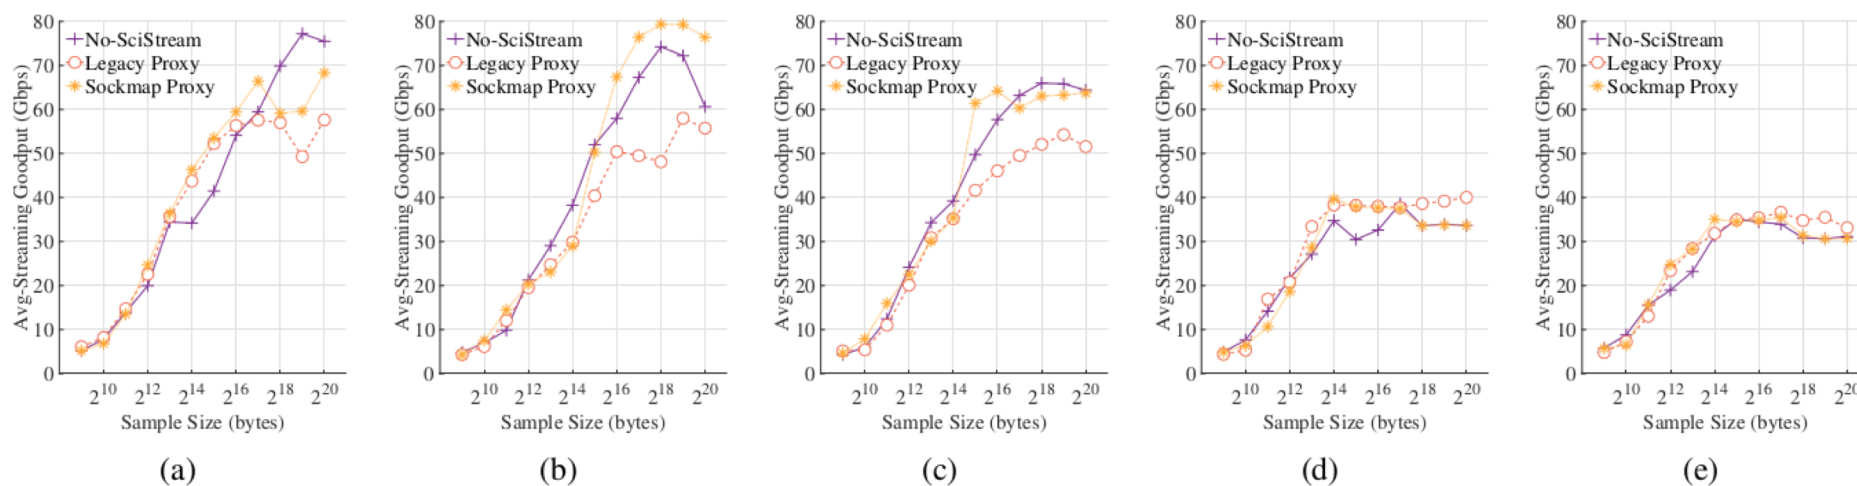 Avg-Streaming Goodput (Gbps)
80
70
60
50
40
30
20
10
0
No-SciStream
Legacy Proxy
Sockmap Proxy
2^10 2^12 2^14 2^16 2^18 2^20
Sample Size (bytes)
(a)
Avg-Streaming Goodput (Gbps)
80
70
60
50
40
30
20
10
0
No-SciStream
Legacy Proxy
Sockmap Proxy
2^10 2^12 2^14 2^16 2^18 2^20
Sample Size (bytes)
(b)
Avg-Streaming Goodput (Gbps)
80
70
60
50
40
30
20
10
0
No-SciStream
Legacy Proxy
Sockmap Proxy
2^10 2^12 2^14 2^16 2^18 2^20
Sample Size (bytes)
(c)
Avg-Streaming Goodput (Gbps)
80
70
60
50
40
30
20
10
0
No-SciStream
Legacy Proxy
Sockmap Proxy
2^10 2^12 2^14 2^16 2^18 2^20
Sample Size (bytes)
(d)
Avg-Streaming Goodput (Gbps)
80
70
60
50
40
30
20
10
0
No-SciStream
Legacy Proxy
Sockmap Proxy
2^10 2^12 2^14 2^16 2^18 2^20
Sample Size (bytes)
(e)